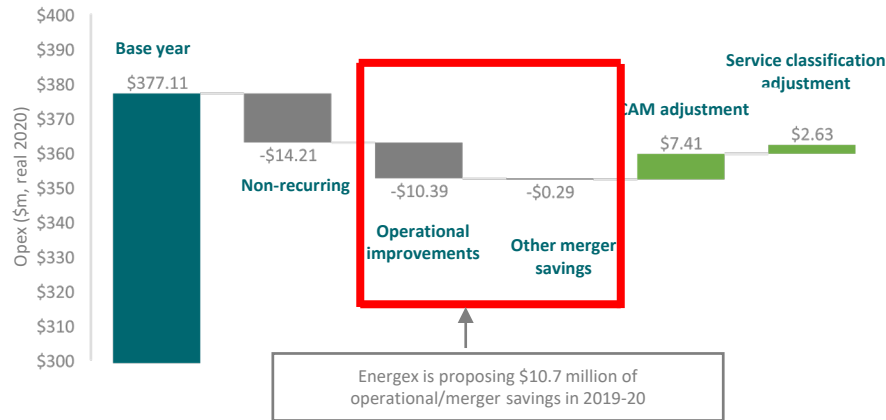 $400
$390
$380
$370
$360
$350
$340
$330
$320
$310
$300
Opex ($m, real 2020)
Base year
$377.11
-$14.21
Non-recurring
-$10.39
Operational
improvements
-$0.29
Other merger
savings
CAM adjustment
$7.41
Service classification
adjustment
$2.63
Energex is proposing $10.7 million of
operational/merger savings in 2019-20